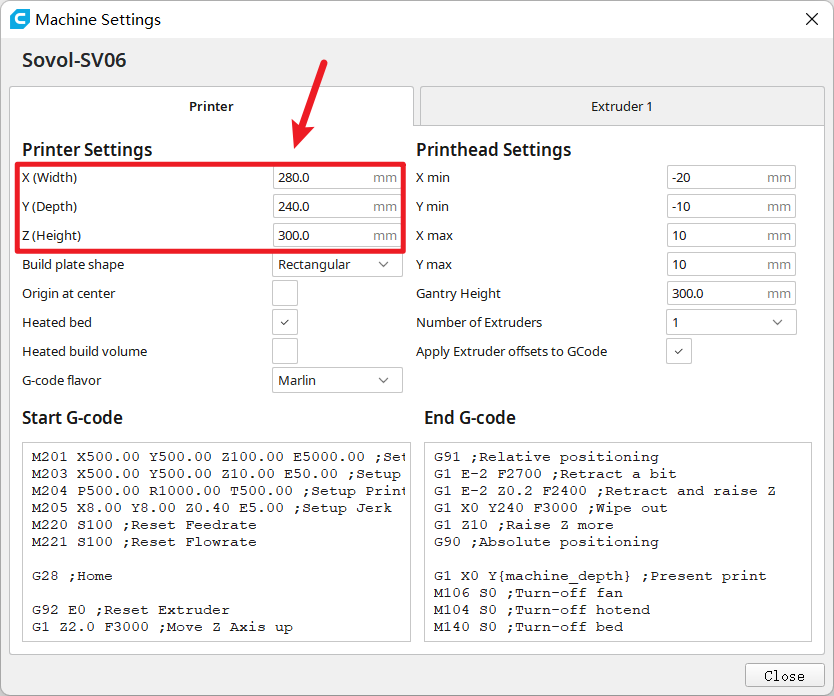 Machine Settings
Sovol-SV06
Printer
Extruder 1
Printer Settings
X (Width) 280.0 mm
Y (Depth) 240.0 mm
Z (Height) 300.0 mm
Build plate shape Rectangular
Origin at center
Heated bed
Heated build volume
G-code flavor Marlin
Printhead Settings
X min -20 mm
Y min -10 mm
X max 10 mm
Y max 10 mm
Gantry Height 300.0 mm
Number of Extruders 1
Apply Extruder offsets to GCode
Start G-code
M201 X500.00 Y500.00 Z100.00 E5000.00 ;Set
M203 X500.00 Y500.00 Z10.00 E50.00 ;Setup
M204 P500.00 R1000.00 T500.00 ;Setup Print
M205 X8.00 Y8.00 Z0.40 E5.00 ;Setup Jerk
M220 S100 ;Reset Feedrate
M221 S100 ;Reset Flowrate
G28 ;Home
G92 E0 ;Reset Extruder
G1 Z2.0 F3000 ;Move Z Axis up
End G-code
G91 ;Relative positioning
G1 E-2 F2700 ;Retract a bit
G1 E-2 Z0.2 F2400 ;Retract and raise Z
G1 X0 Y240 F3000 ;Wipe out
G1 Z10 ;Raise Z more
G90 ;Absolute positioning
G1 X0 Y{machine_depth} ;Present print
M106 S0 ;Turn-off fan
M104 S0 ;Turn-off hotend
M140 S0 ;Turn-off bed
Close